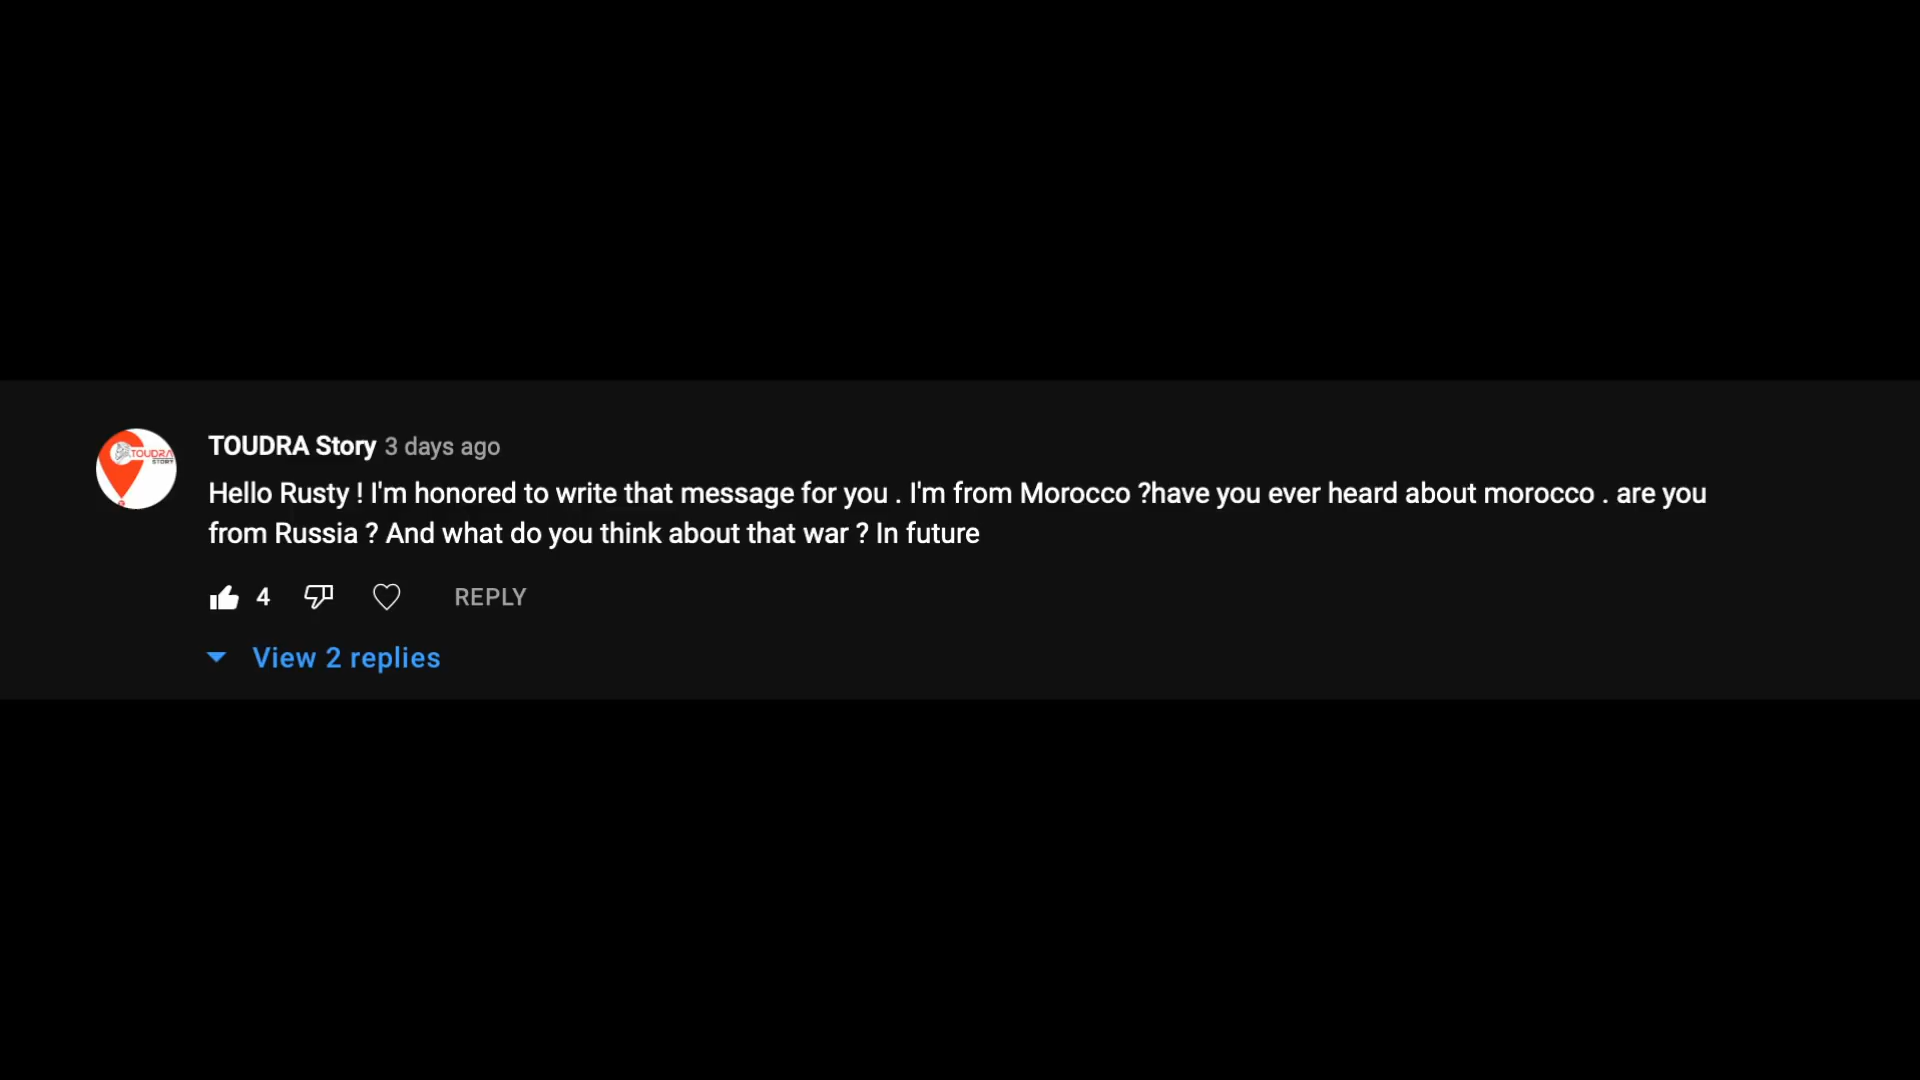 TOUDRA
STORY
TOUDRA Story 3 days ago
Hello Rusty ! I'm honored to write that message for you . I'm from Morocco ?have you ever heard about morocco . are you
from Russia ? And what do you think about that war ? In future
4 REPLY
View 2 replies